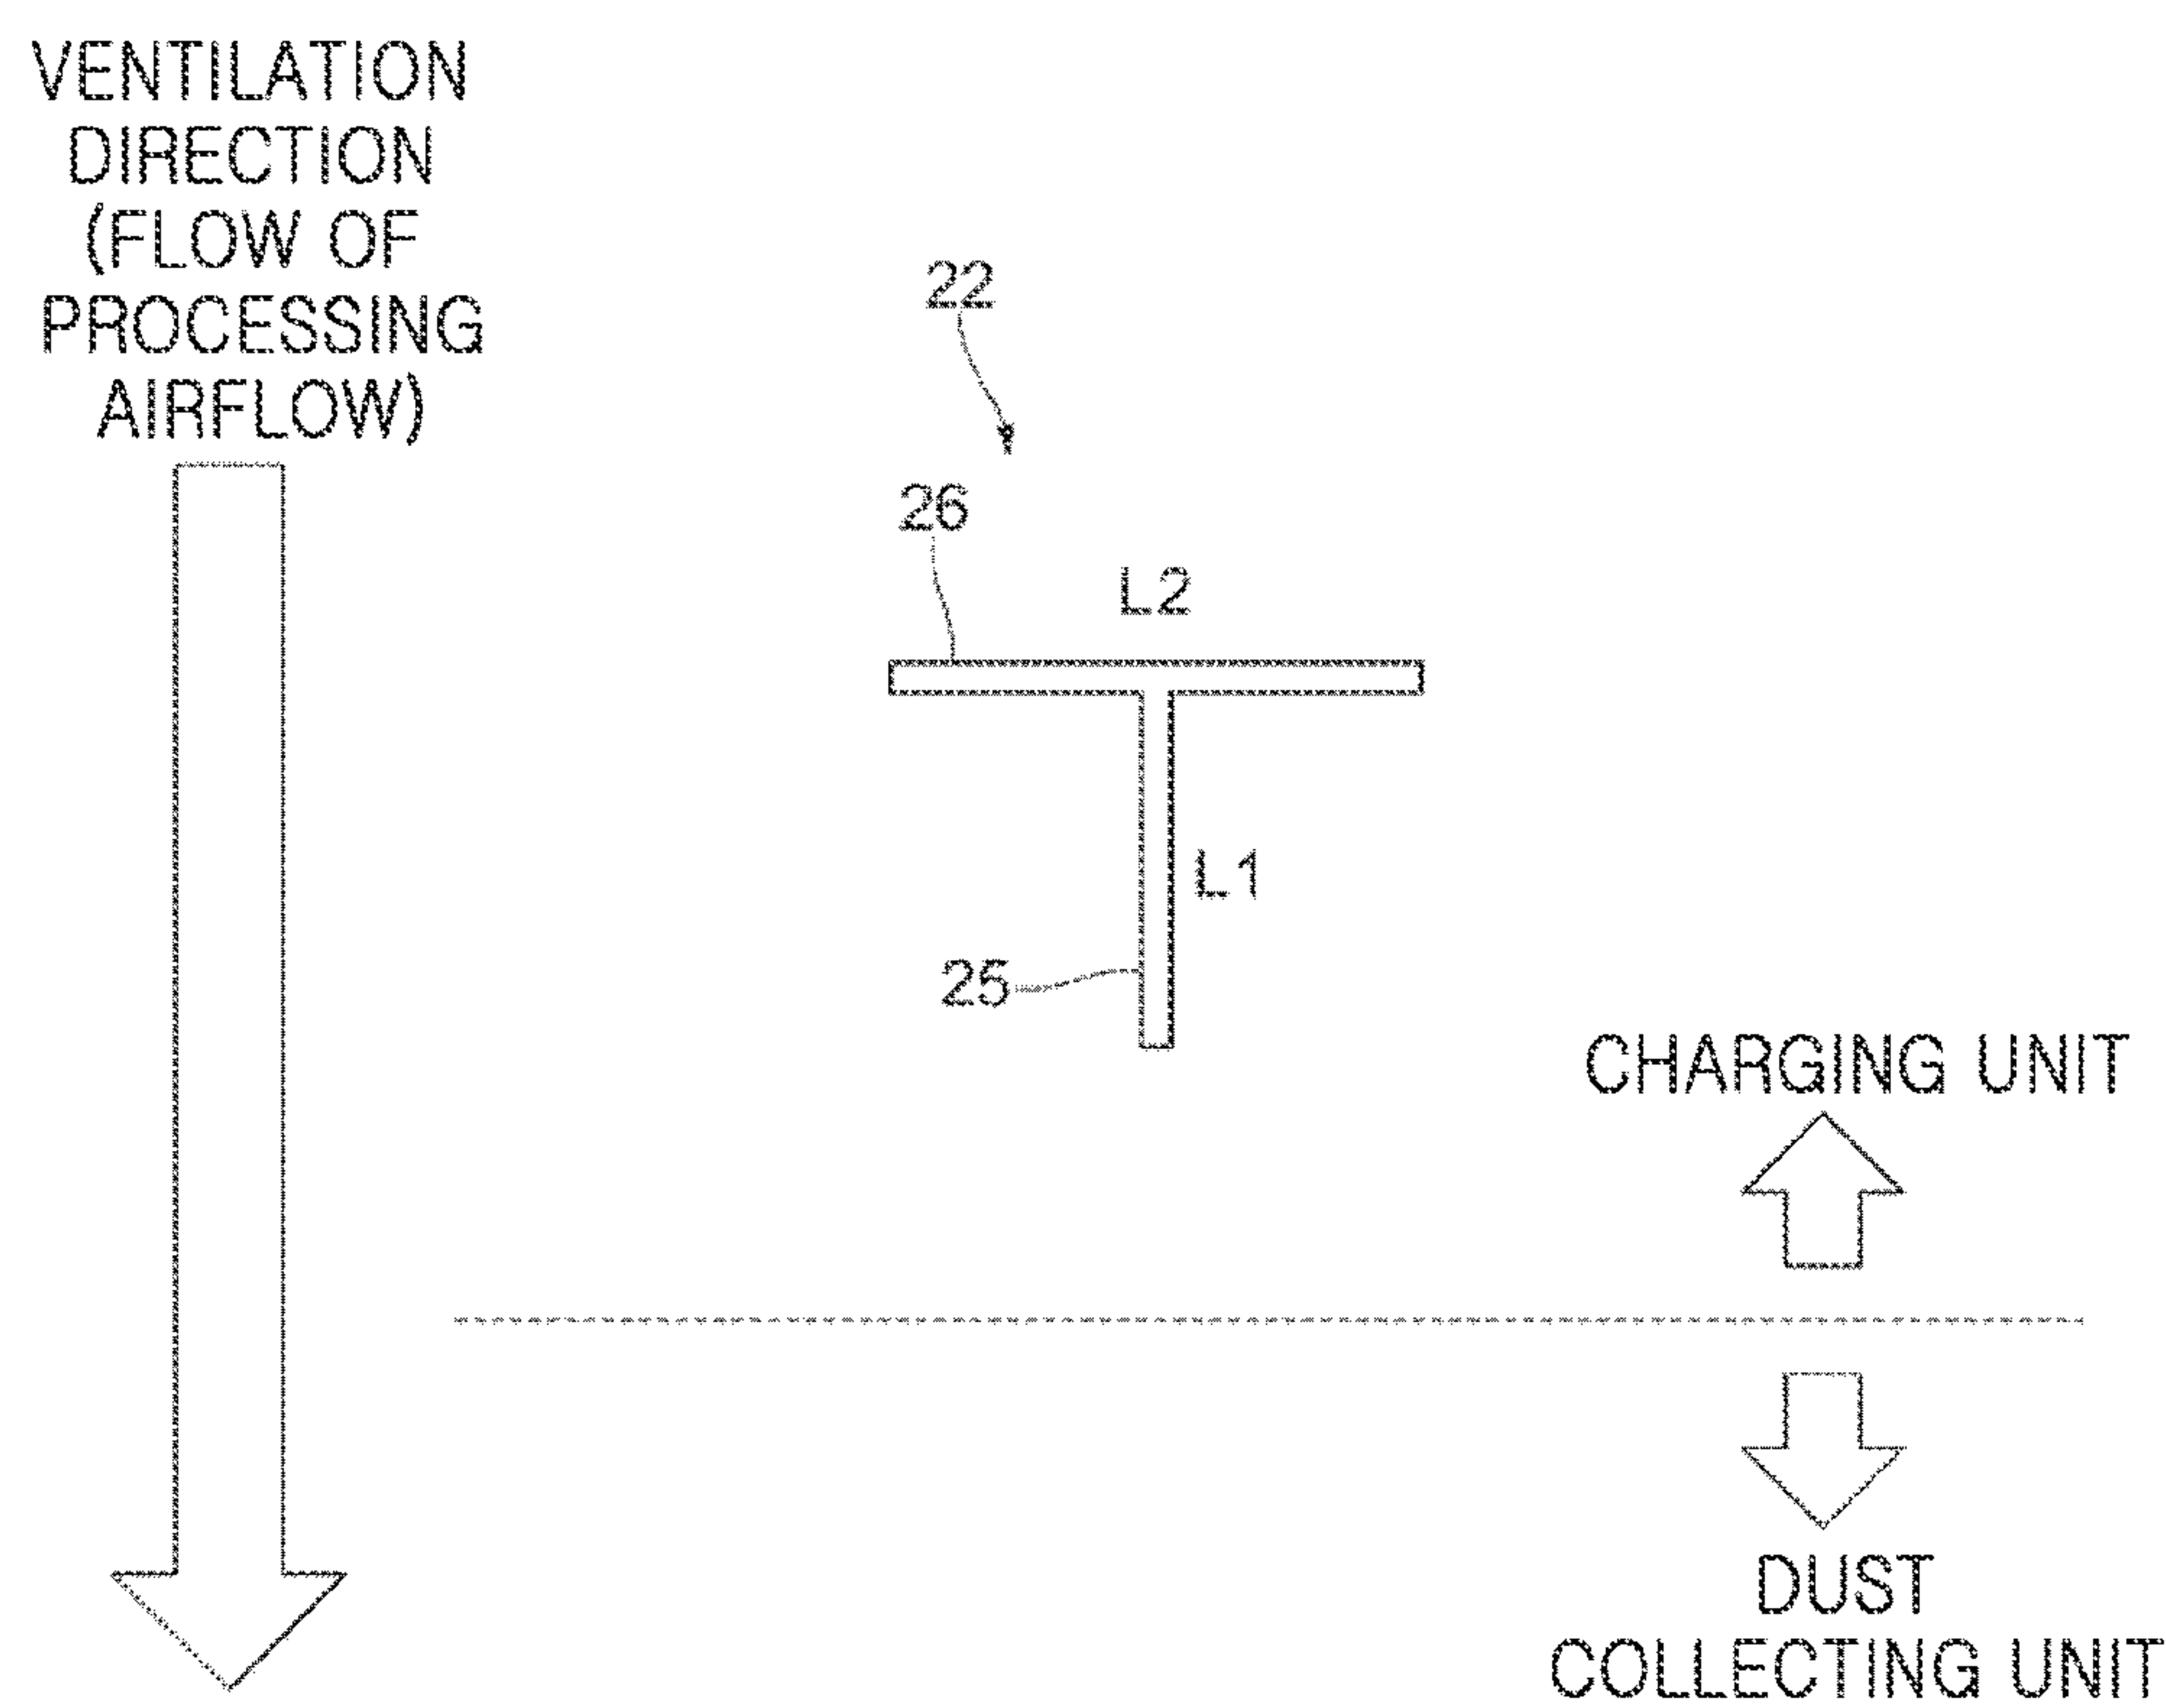 VENTILATION
DIRECTION
(FLOW OF
PROCESSING
AIRFLOW)
22
26
L2
L1
25
CHARGING UNIT
DUST
COLLECTING UNIT